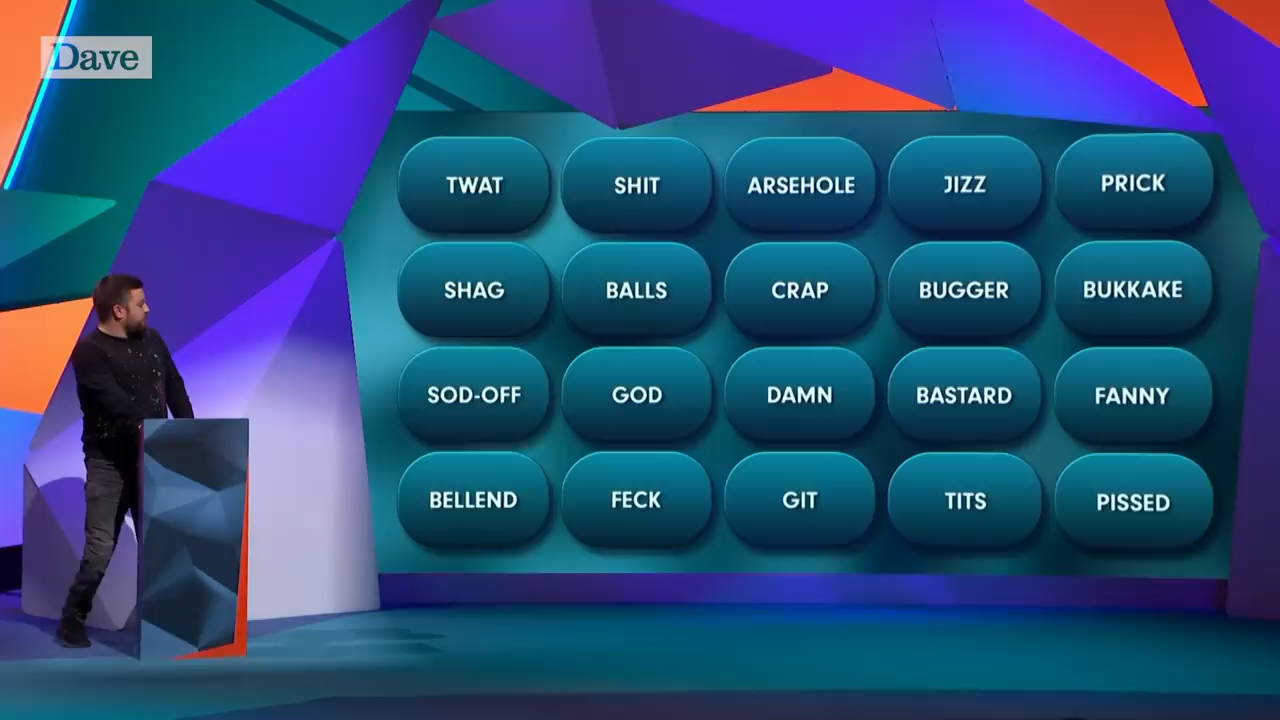 Dave
TWAT SHIT ARSEHOLE JIZZ PRICK
SHAG BALLS CRAP BUGGER BUKKAKE
SOD-OFF GOD DAMN BASTARD FANNY
BELLEND FECK GIT TITS PISSED